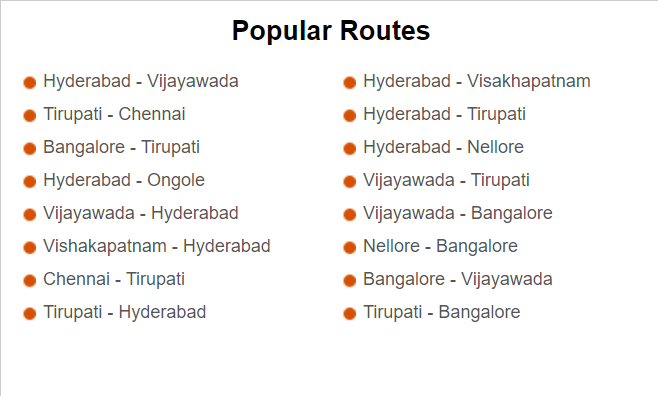 Popular Routes
Hyderabad - Vijayawada
Hyderabad - Visakhapatnam
Tirupati - Chennai
Hyderabad - Tirupati
Bangalore - Tirupati
Hyderabad - Nellore
Hyderabad - Ongole
Vijayawada - Tirupati
Vijayawada - Hyderabad
Vijayawada - Bangalore
Vishakapatnam - Hyderabad
Nellore - Bangalore
Chennai - Tirupati
Bangalore - Vijayawada
Tirupati - Hyderabad
Tirupati - Bangalore